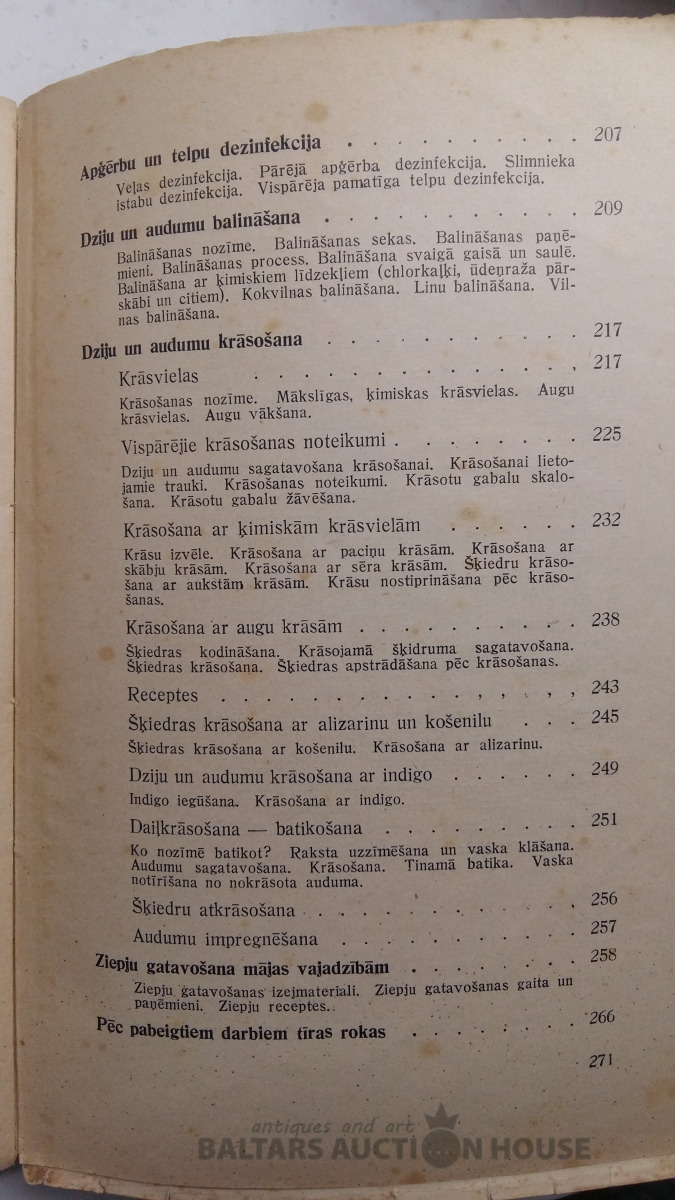 Apģērbu un telpu dezinfekcija . . . . . . . . . . 207
Veļas dezinfekcija. Pārējā apģērba dezinfekcija. Slimnieka
istabu dezinfekcija. Vispārēja pamatīga telpu dezinfekcija.
Dziju un audumu balināšana . . . . . . . . . . . 209
Balināšanas nozīme. Balināšanas sekas. Balināšanas paņē-
mieni. Balināšanas process. Balināšana svaigā gaisā un saulē.
Balināšana ar ķimiskiem līdzekļiem (chlorkaļķi, ūdeņraža pār-
skābi un citiem). Kokvilnas balināšana. Linu balināšana. Vil-
nas balināšana.
Dziju un audumu krāsošana . . . . . . . . . . . 217
Krāsvielas . . . . . . . . . . . . . , 217
Krāsošanas nozīme. Mākslīgas, ķimiskas krāsvielas. Augu
krāsvielas. Augu vākšana.
Vispārējie krāsošanas noteikumi . . . . . . . . 225
Dziju un audumu sagatavošana krāsošanai. Krāsošanai lieto-
jamie trauki. Krāsošanas noteikumi. Krāsotu gabalu skalo-
šana. Krāsotu gabalu žāvēšana.
Krāsošana ar ķimiskām krāsvielām . . . . . . 232
Krāsu izvēle. Krāsošana ar paciņu krāsām. Krāsošana ar
skābju krāsām. Krāsošana ar sēra krāsām. Šķiedru krāso-
šana ar aukstām krāsām. Krāsu nostiprināšana pēc krāso-
šanas.
Krāsošana ar augu krāsām . . . . . . . . . . 238
Šķiedras kodināšana. Krāsojamā šķidruma sagatavošana.
Šķiedras krāsošana. Šķiedras apstrādāšana pēc krāsošanas.
Receptes . . . . . . . . . . . , , , , 243
Šķiedras krāsošana ar alizarinu un košenilu . . . 245
Šķiedras krāsošana ar košenilu. Krāsošana ar alizarinu.
Dziju un audumu krāsošana ar indigo . . . . . . 249
Indigo iegūšana. Krāsošana ar indigo.
Daiļkrāsošana — batikošana . . . . . . . . . 251
Ko nozīmē batikot? Raksta uzzīmēšana un vaska klāšana.
Audumu sagatavošana. Krāsošana. Tinamā batika. Vaska
notīrīšana no nokrāsota auduma.
Šķiedru atkrāsošana . . . . . . . . . . . , 256
Audumu impregnēšana . . . . . . . . . . . 257
Ziepju gatavošana mājas vajadzībām . . . . . . . . 258
Ziepju gatavošanas izejmateriali. Ziepju gatavošanas gaita un
paņēmieni. Ziepju receptes.
Pēc pabeigtiem darbiem tīras rokas . . . . . . . . 266
271
antiques and art
BALTARS AUCTION HOUSE